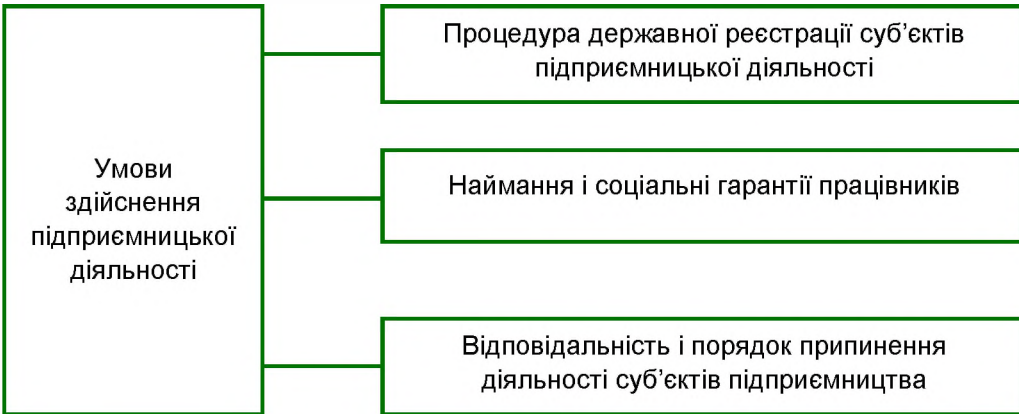 Умови
здійснення
підприємницької
діяльності
Процедура державної реєстрації суб’єктів
підприємницької діяльності
Наймання і соціальні гарантії працівників
Відповідальність і порядок припинення
діяльності суб’єктів підприємництва